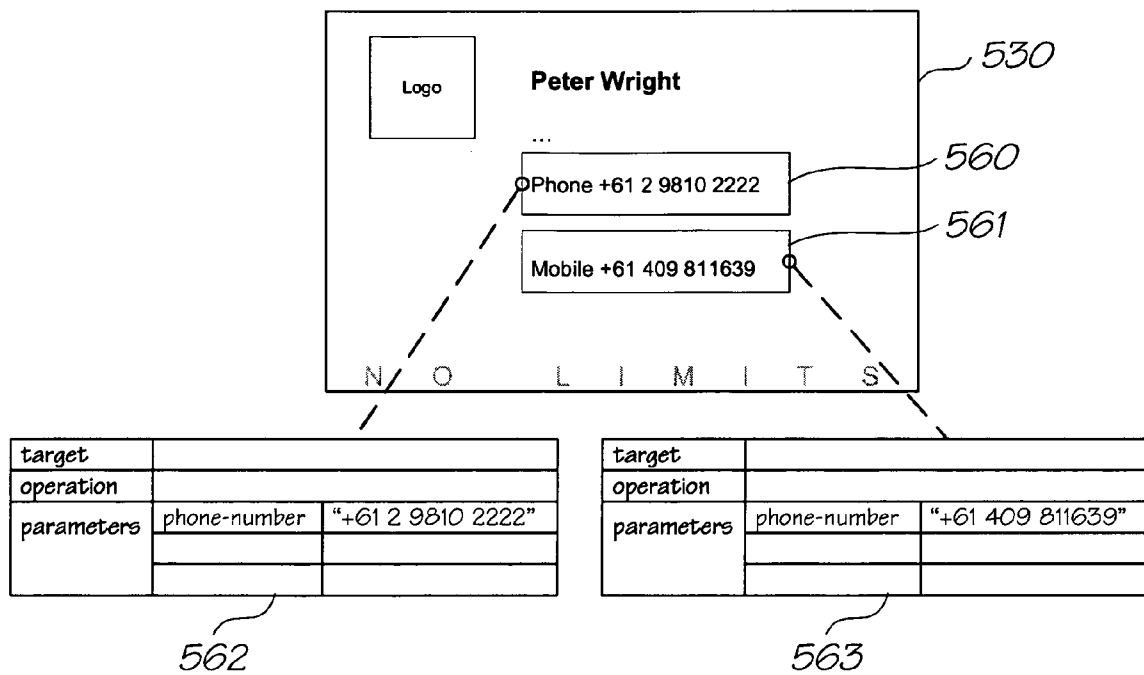 530
Logo
Peter Wright
...
560
Phone +61 2 9810 2222
561
Mobile +61 409 811639
N O L I M I T S
target
operation
parameters phone-number "+61 2 9810 2222"
562
target
operation
parameters phone-number "+61 409 811639"
563